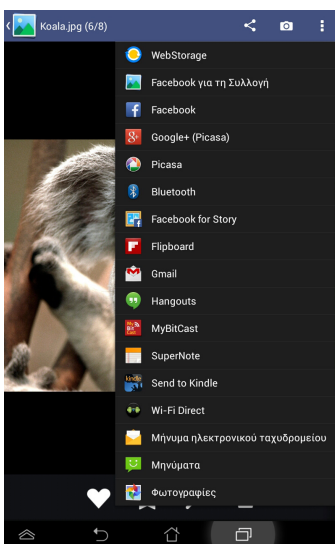 Koala.jpg (6/8)
WebStorage
Facebook για τη Συλλογή
Facebook
Google+ (Picasa)
Picasa
Bluetooth
Facebook for Story
Flipboard
Gmail
Hangouts
MyBitCast
SuperNote
Send to Kindle
Wi-Fi Direct
Μήνυμα ηλεκτρονικού ταχυδρομείου
Μηνύματα
Φωτογραφίες